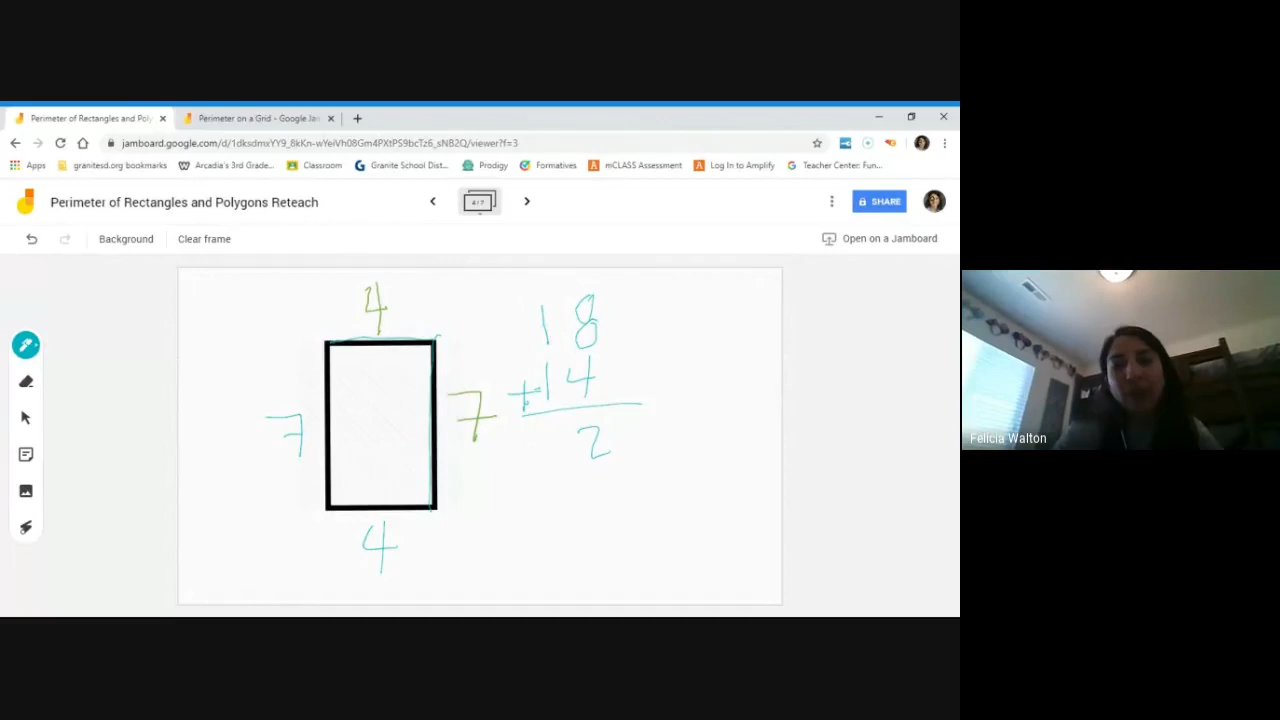 Perimeter of Rectangles and Poly
Perimeter on a Grid - Google Jan
jamboard.google.com/d/1dksdmxYY9_8kKn-wYeiVh08Gm4PXtPS9bcTz6_sNB2Q/viewer?f=3
Apps granitesd.org bookmarks Arcadia's 3rd Grade... Classroom Granite School Dist... Prodigy Formatives mCLASS Assessment Log In to Amplify Teacher Center: Fun...
Perimeter of Rectangles and Polygons Reteach
4/7
SHARE
Background Clear frame
Open on a Jamboard
4
18
+14
2
7
7
4
Felicia Walton